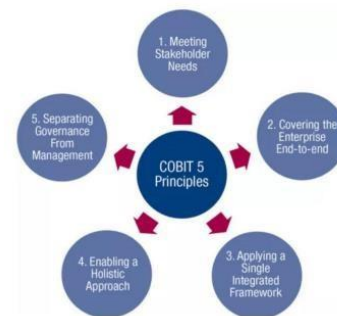 1. Meeting
Stakeholder
Needs
5. Separating
Governance
From
Management
2. Covering the
Enterprise
End-to-end
COBIT 5
Principles
4. Enabling a
Holistic
Approach
3. Applying a
Single
Integrated
Framework